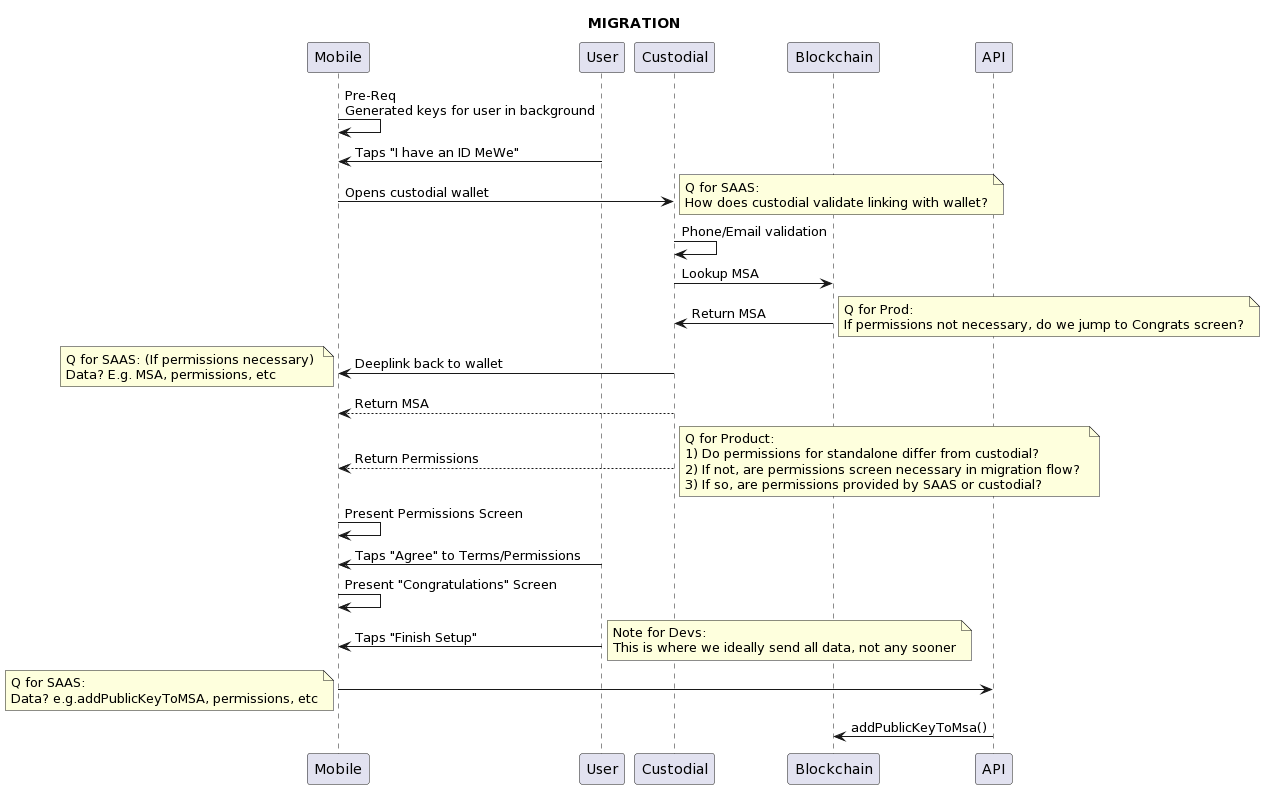 MIGRATION
Mobile
User
Custodial
Blockchain
API
Pre-Req
Generated keys for user in background
Taps "I have an ID MeWe"
Opens custodial wallet
Q for SAAS:
How does custodial validate linking with wallet?
Phone/Email validation
Lookup MSA
Return MSA
Q for Prod:
If permissions not necessary, do we jump to Congrats screen?
Q for SAAS: (If permissions necessary)
Data? E.g. MSA, permissions, etc
Deeplink back to wallet
Return MSA
Return Permissions
Q for Product:
1) Do permissions for standalone differ from custodial?
2) If not, are permissions screen necessary in migration flow?
3) If so, are permissions provided by SAAS or custodial?
Present Permissions Screen
Taps "Agree" to Terms/Permissions
Present "Congratulations" Screen
Taps "Finish Setup"
Note for Devs:
This is where we ideally send all data, not any sooner
Q for SAAS:
Data? e.g.addPublicKeyToMSA, permissions, etc
addPublicKeyToMsa()
Mobile
User
Custodial
Blockchain
API